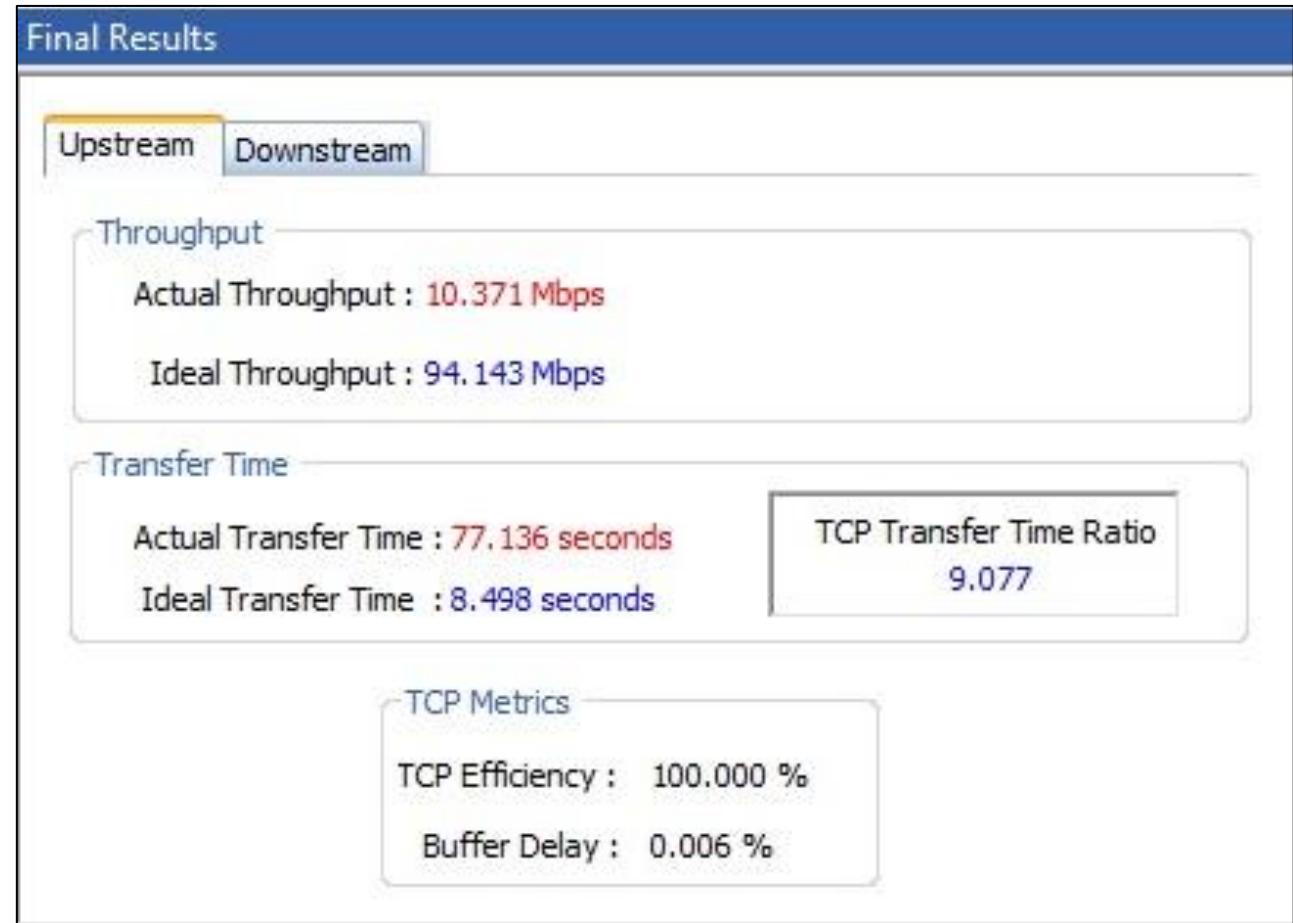 Final Results
Upstream Downstream
Throughput
Actual Throughput : 10.371 Mbps
Ideal Throughput : 94.143 Mbps
Transfer Time
Actual Transfer Time : 77.136 seconds
Ideal Transfer Time : 8.498 seconds
TCP Transfer Time Ratio
9.077
TCP Metrics
TCP Efficiency : 100.000 %
Buffer Delay : 0.006 %